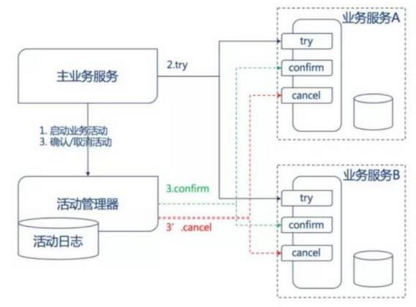 业务服务A
try
confirm
cancel
主业务服务
2.try
1. 启动业务活动
3. 确认/取消活动
业务服务B
活动管理器
3.confirm
3’ .cancel
活动日志
try
confirm
cancel